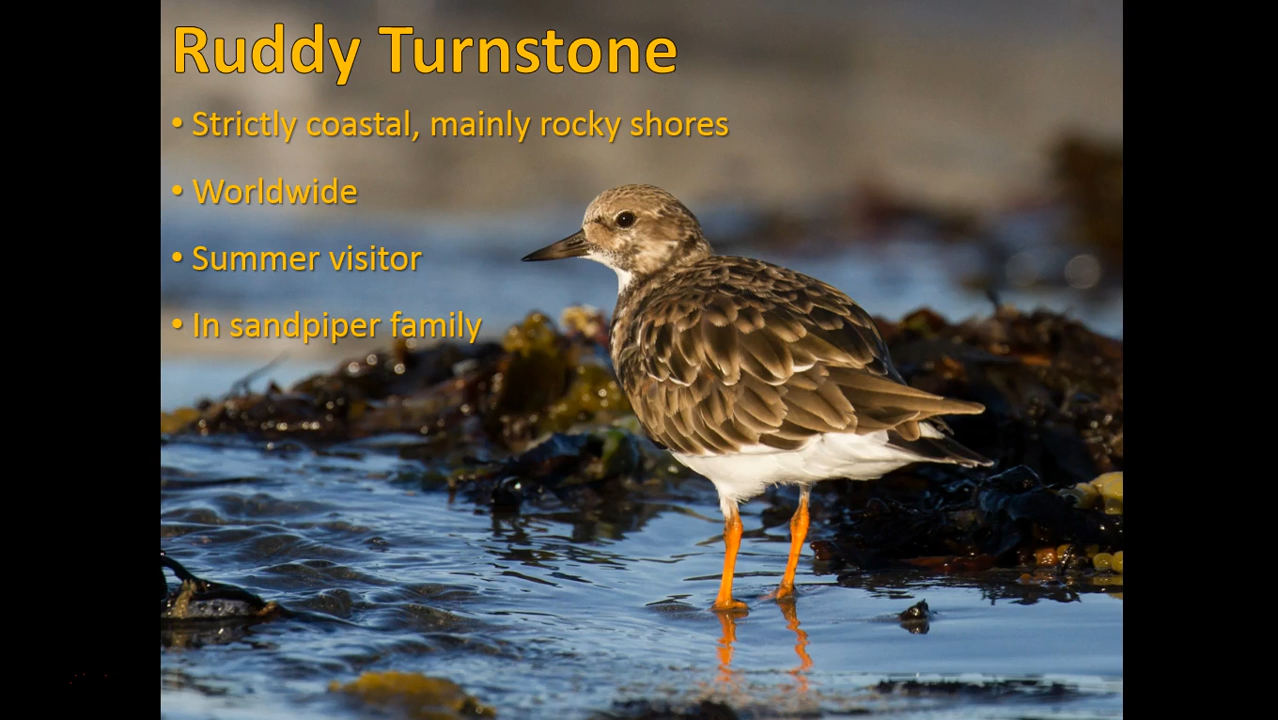 Ruddy Turnstone
• Strictly coastal, mainly rocky shores
• Worldwide
• Summer visitor
• In sandpiper family